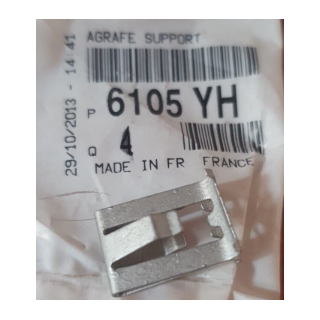 AGRAFE SUPPORT
P 6105 YH
Q 4
MADE IN FR FRANCE
29/10/2013 - 14:41